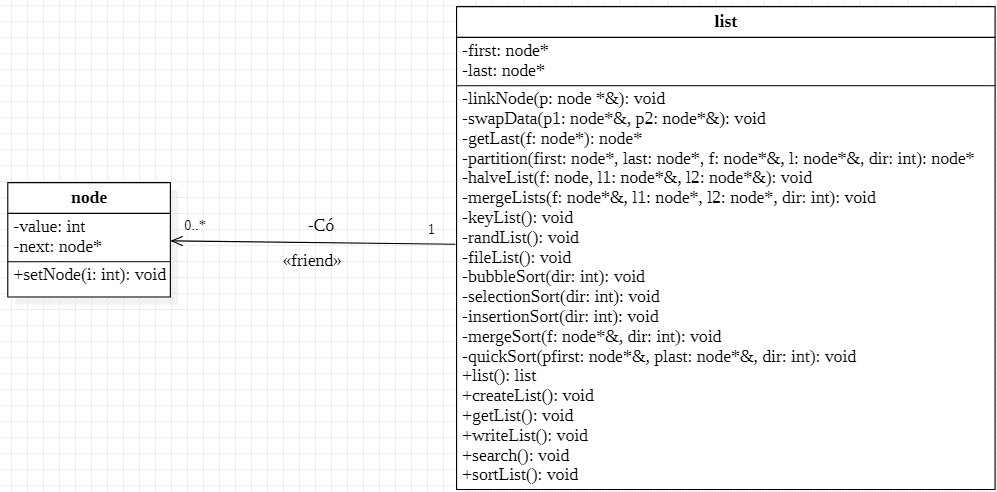 node
-value: int
-next: node*
+setNode(i: int): void
0..*
-Có
1
«friend»
list
-first: node*
-last: node*
-linkNode(p: node *&): void
-swapData(p1: node*&, p2: node*&): void
-getLast(f: node*): node*
-partition(first: node*, last: node*, f: node*&, l: node*&, dir: int): node*
-halveList(f: node, l1: node*&, l2: node*&): void
-mergeLists(f: node*&, l1: node*, l2: node*, dir: int): void
-keyList(): void
-randList(): void
-fileList(): void
-bubbleSort(dir: int): void
-selectionSort(dir: int): void
-insertionSort(dir: int): void
-mergeSort(f: node*&, dir: int): void
-quickSort(pfirst: node*&, plast: node*&, dir: int): void
+list(): list
+createList(): void
+getList(): void
+writeList(): void
+search(): void
+sortList(): void